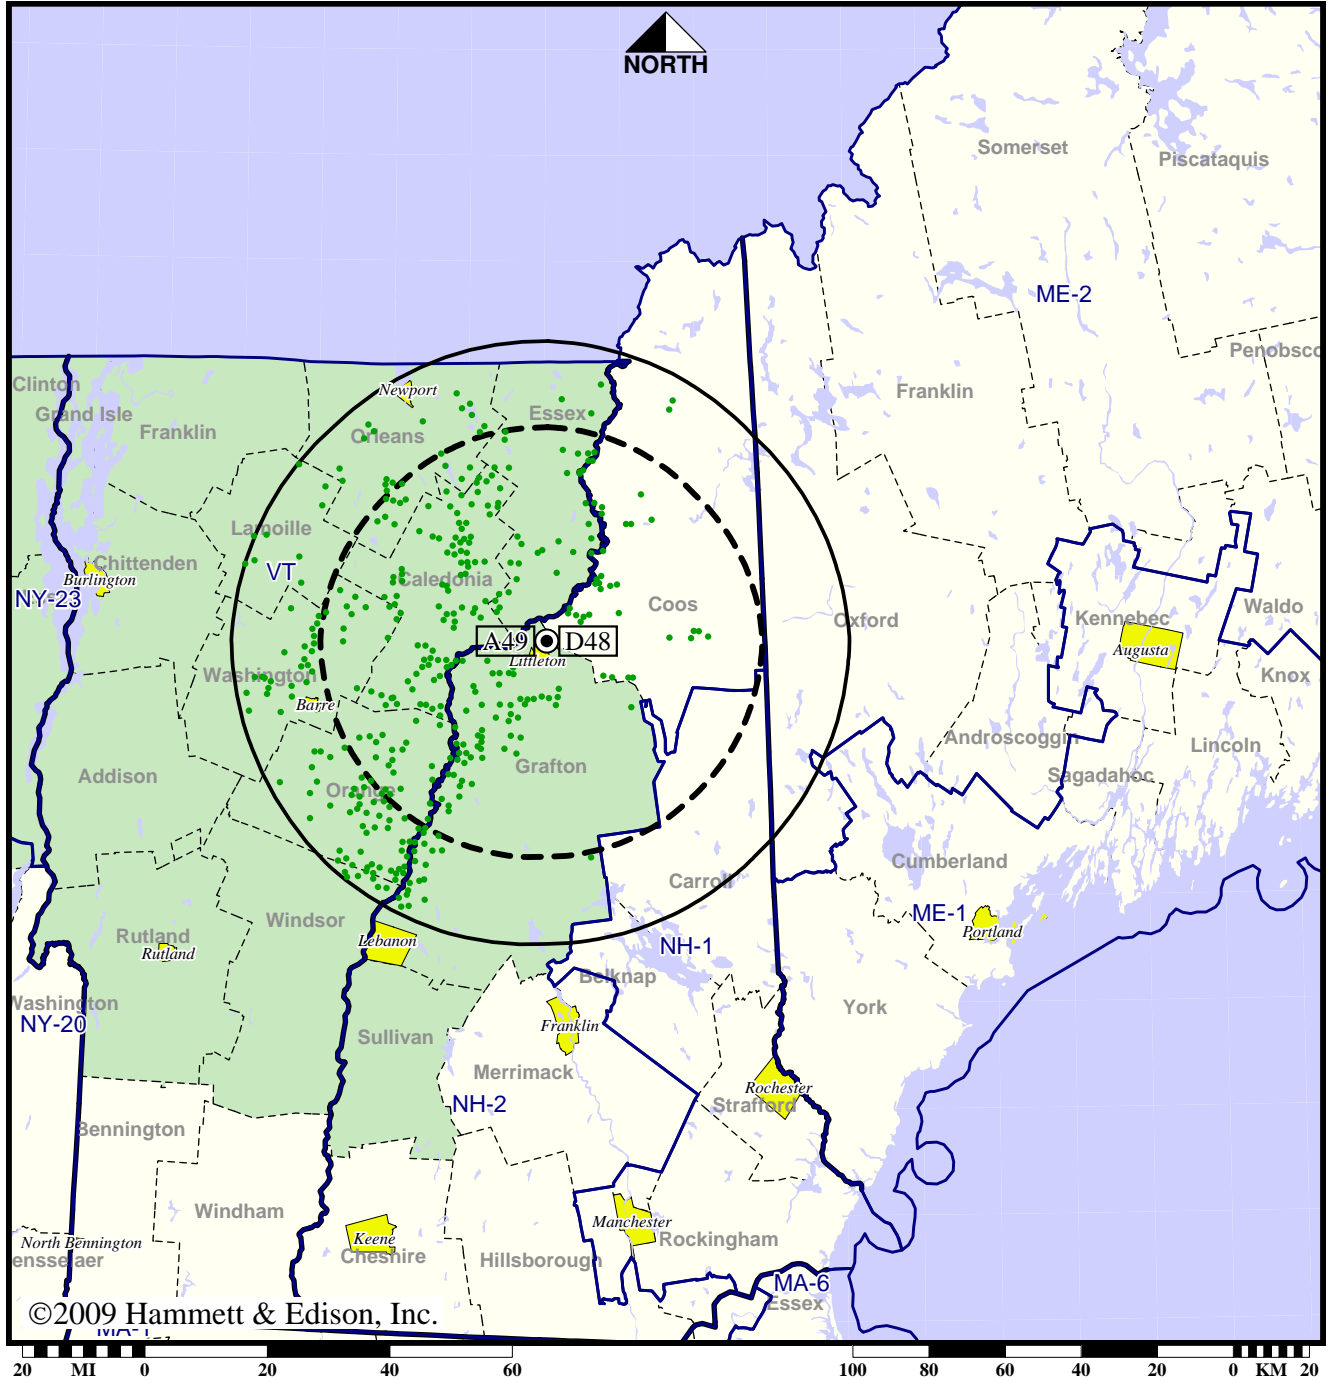 NORTH
Somerset
Piscataquis
ME-2
Penobsco
Clinton
Grand Isle
Franklin
Newport
Orleans
Essex
Franklin
Lamoille
Chittenden
Burlington
VT
Caledonia
NY-23
Coos
Oxford
Kennebec
Waldo
Augusta
A49
D48
Littleton
Washington
Barre
Knox
Androscoggin
Lincoln
Addison
Grafton
Sagadahoc
Orange
Cumberland
Carroll
ME-1
Portland
Windsor
Rutland
Rutland
Lebanon
NH-1
Belknap
Washington
NY-20
York
Franklin
Sullivan
Merrimack
NH-2
Rochester
Strafford
Bennington
Windham
Manchester
Rockingham
North Bennington
Keene
Cheshire
Hillsborough
ensselaer
MA-6
Essex
©2009 Hammett & Edison, Inc.
MA-1
20 MI 0 20 40 60 100 80 60 40 20 0 KM 20